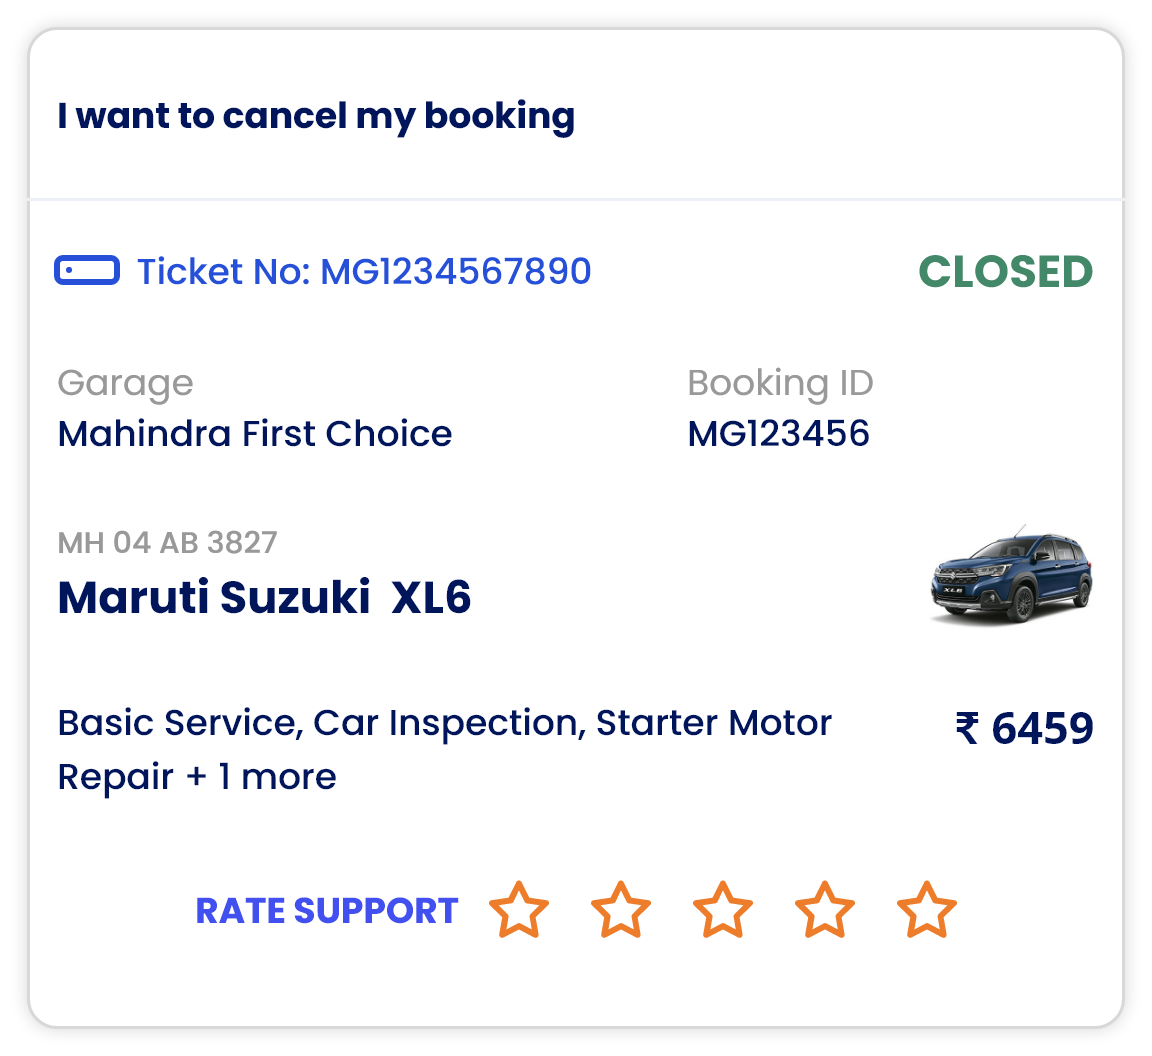 I want to cancel my booking
Ticket No: MG1234567890
CLOSED
Garage
Booking ID
Mahindra First Choice
MG123456
MH 04 AB 3827
Maruti Suzuki  XL6
XL6
Basic Service, Car Inspection, Starter Motor
₹ 6459
Repair + 1 more
RATE SUPPORT